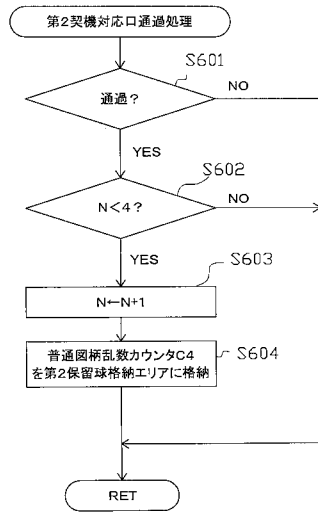 第2契機対応口通過処理
S601
通過?
NO
YES
S602
N<4?
NO
YES
S603
N←N+1
普通図柄乱数カウンタC4
を第2保留球格納エリアに格納
S604
RET